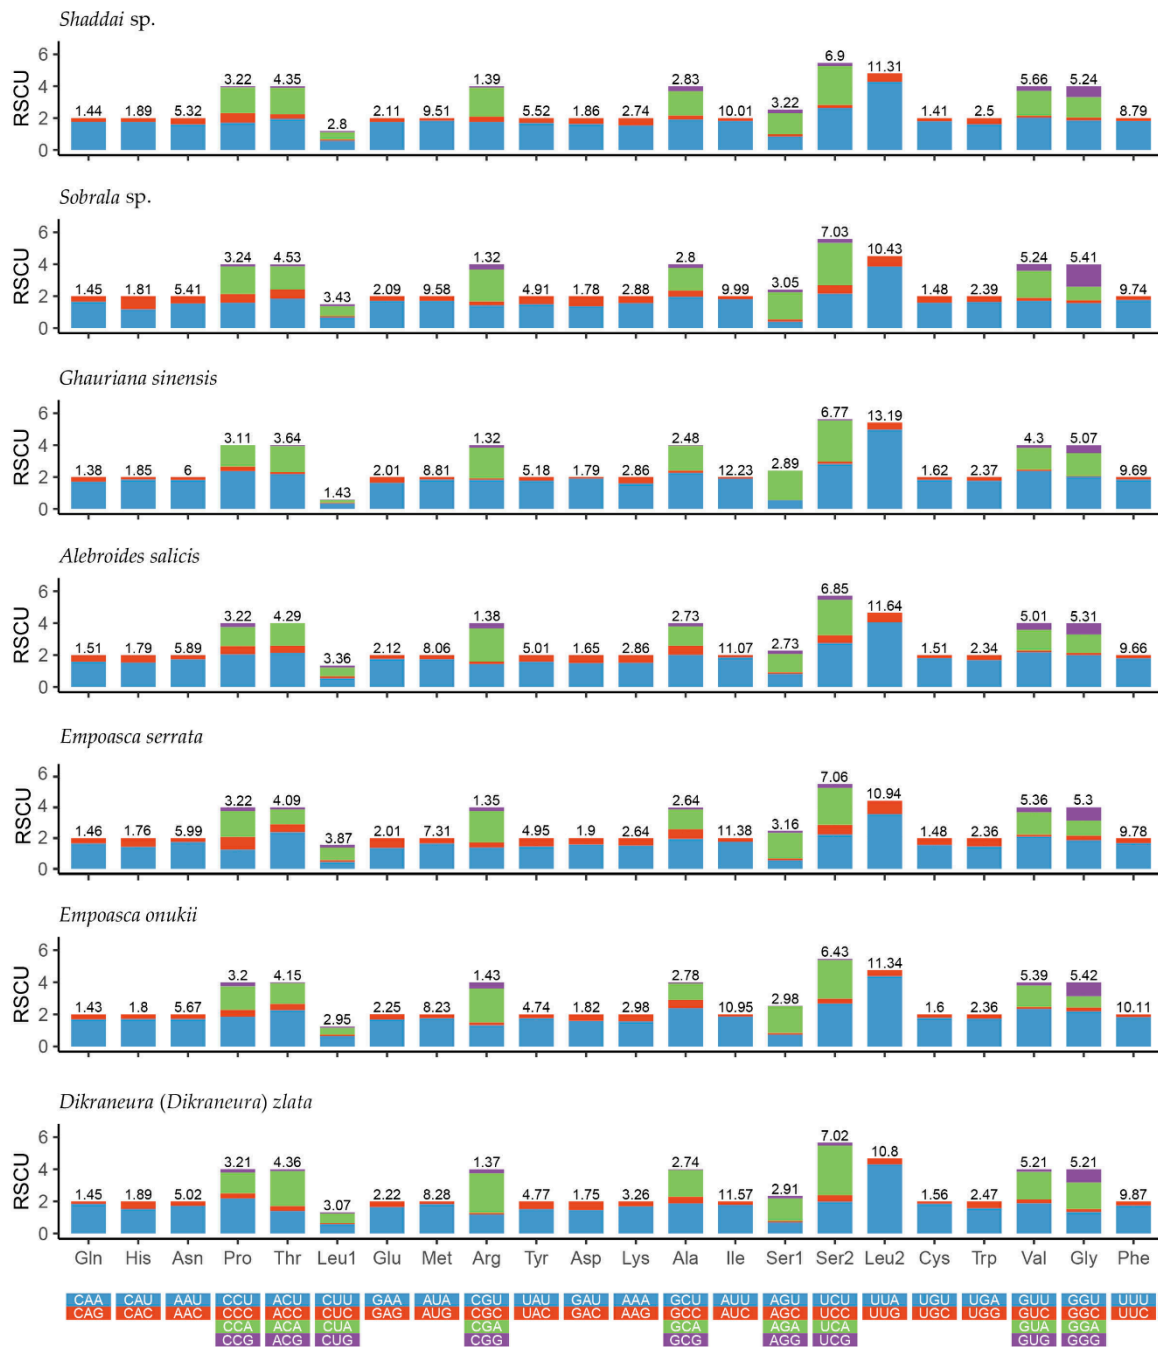 Shaddai sp.
6.9 11.31
3.22 4.35 1.39 2.83 3.22 5.66 5.24
1.44 1.89 5.32 2.8 2.11 9.51 5.52 1.86 2.74 10.01 1.41 2.5 8.79
RSCU
6
4
2
0
Sobrala sp.
7.03 10.43
3.24 4.53 1.32 2.8 3.05 5.24 5.41
1.45 1.81 5.41 3.43 2.09 9.58 4.91 1.78 2.88 9.99 1.48 2.39 9.74
RSCU
6
4
2
0
Ghauriana sinensis
6.77 13.19
3.11 3.64 1.32 2.48 2.89 4.3 5.07
1.38 1.85 6 1.43 2.01 8.81 5.18 1.79 2.86 12.23 1.62 2.37 9.69
RSCU
6
4
2
0
Alebroides salicis
6.85 11.64
3.22 4.29 1.38 2.73 2.73 5.01 5.31
1.51 1.79 5.89 3.36 2.12 8.06 5.01 1.65 2.86 11.07 1.51 2.34 9.66
RSCU
6
4
2
0
Empoasca serrata
7.06 10.94
3.22 4.09 1.35 2.64 3.16 5.36 5.3
1.46 1.76 5.99 3.87 2.01 7.31 4.95 1.9 2.64 11.38 1.48 2.36 9.78
RSCU
6
4
2
0
Empoasca onukii
6.43 11.34
3.2 4.15 1.43 2.78 2.98 5.39 5.42
1.43 1.8 5.67 2.95 2.25 8.23 4.74 1.82 2.98 10.95 1.6 2.36 10.11
RSCU
6
4
2
0
Dikraneura (Dikraneura) zlata
7.02 10.8
3.21 4.36 1.37 2.74 2.91 5.21 5.21
1.45 1.89 5.02 3.07 2.22 8.28 4.77 1.75 3.26 11.57 1.56 2.47 9.87
RSCU
6
4
2
0
Gln His Asn Pro Thr Leu1 Glu Met Arg Tyr Asp Lys Ala Ile Ser1 Ser2 Leu2 Cys Trp Val Gly Phe
CAA CAU AAU CCU ACU CUU GAA AUA CGU UAU GAU AAA GCU AUU AGU UCU UUA UGU UGA GUU GGU UUU
CAG CAC AAC CCC ACC CUC GAG AUG CGC UAC GAC AAG GCC AUC AGC UCC UUG UGC UGG GUC GGC UUC
CCA ACA CUA CGA GCA AGA UCA GUA GGA
CCG ACG CUG CGG GCG AGG UCG GUG GGG